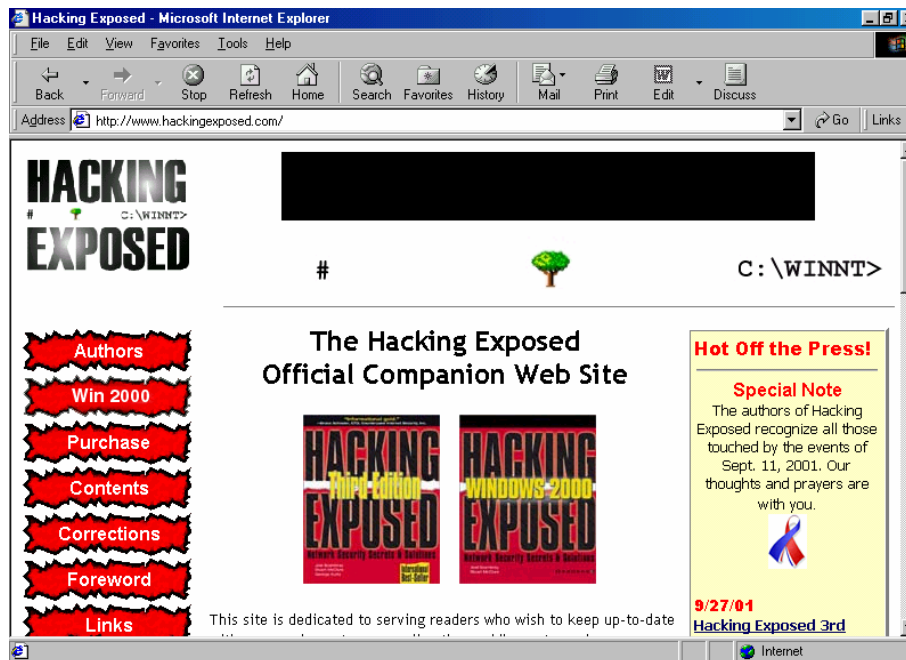 Hacking Exposed - Microsoft Internet Explorer
File Edit View Favorites Tools Help
Back Forward Stop Refresh Home Search Favorites History Mail Print Edit Discuss
Address http://www.hackingexposed.com/ Go Links
HACKING
# C:\WINNT>
EXPOSED
# C:\WINNT>
Authors
Win 2000
Purchase
Contents
Corrections
Foreword
Links
The Hacking Exposed
Official Companion Web Site
HACKING
Third Edition
EXPOSED
Network Security Secrets & Solutions
International
Best-Seller
HACKING
WINDOWS 2000
EXPOSED
Network Security Secrets & Solutions
This site is dedicated to serving readers who wish to keep up-to-date
Hot Off the Press!
Special Note
The authors of Hacking
Exposed recognize all those
touched by the events of
Sept. 11, 2001. Our
thoughts and prayers are
with you.
9/27/01
Hacking Exposed 3rd
Internet